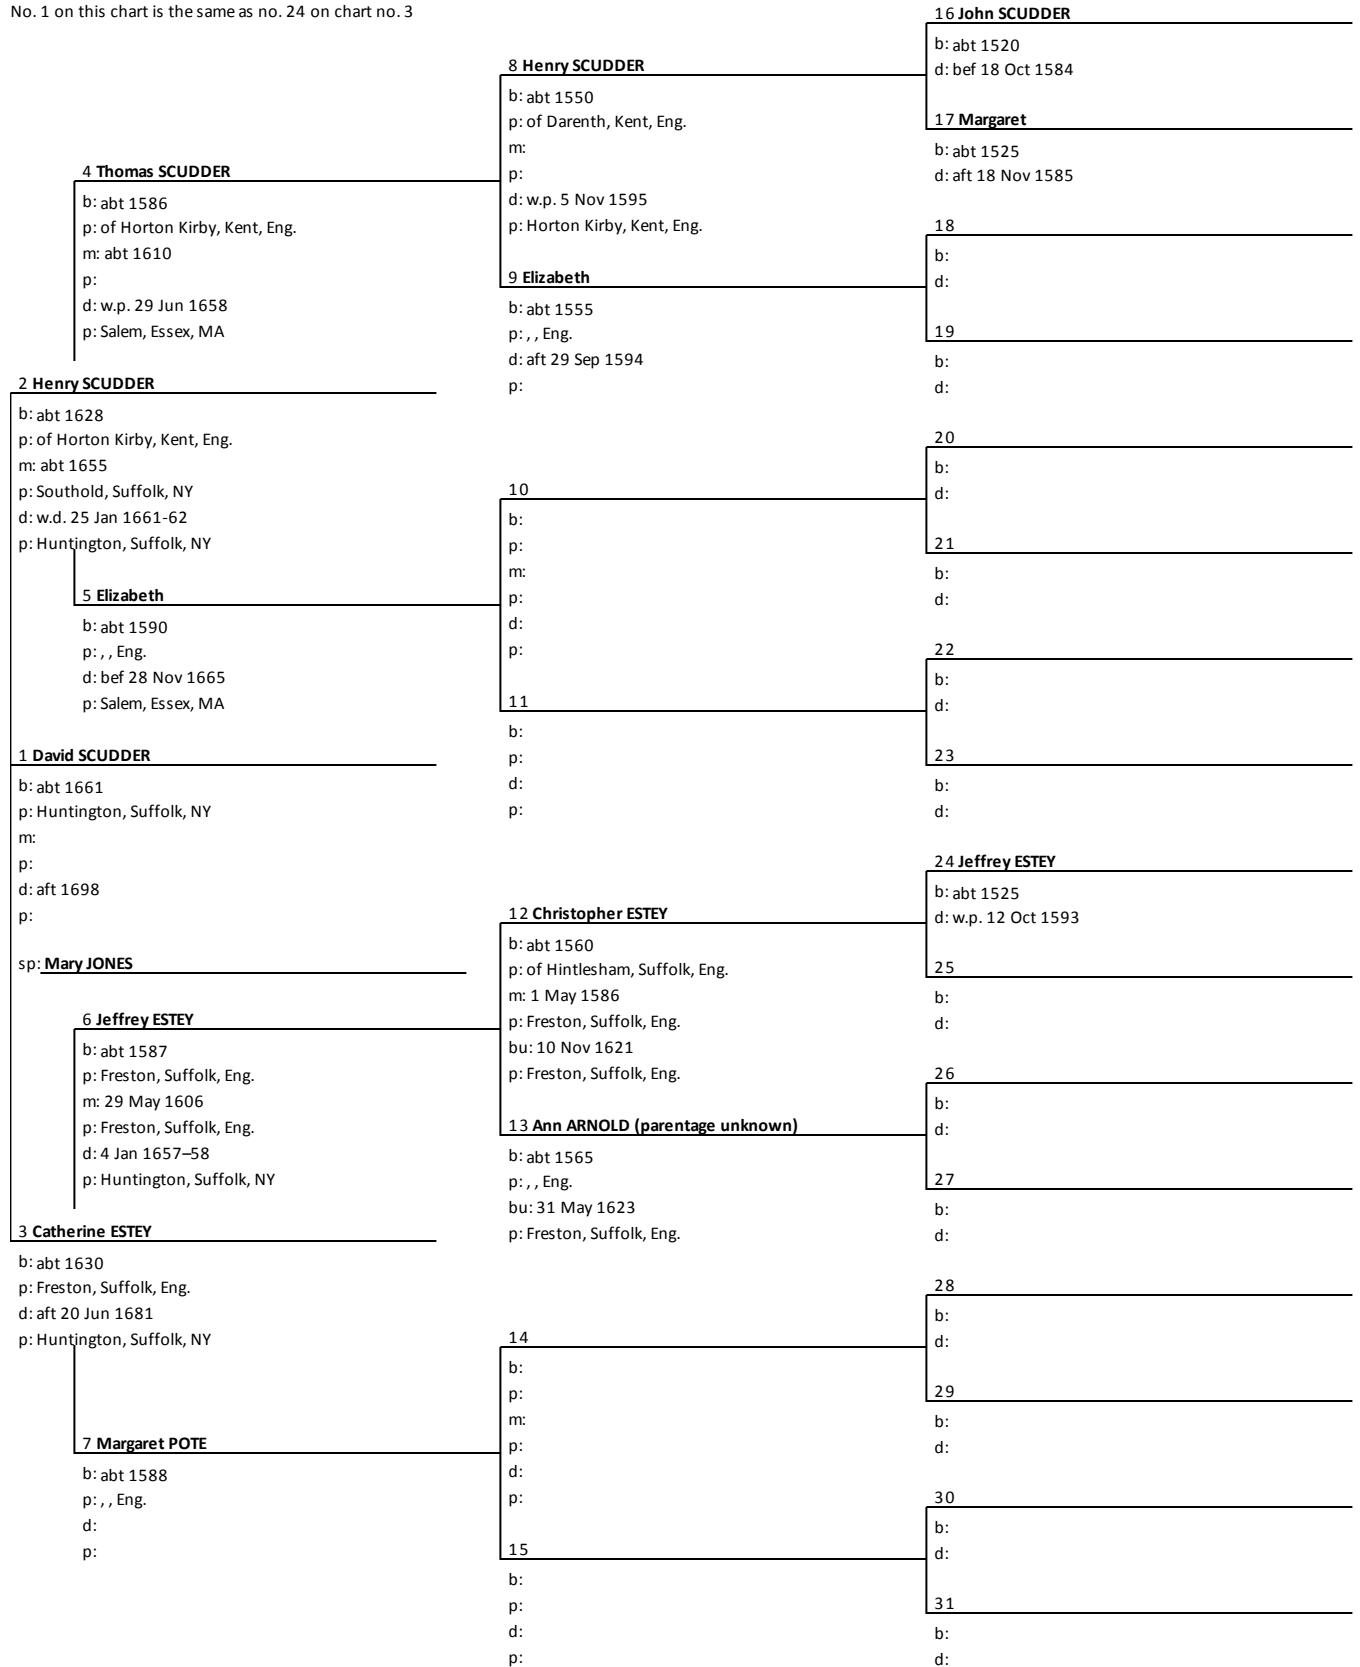 No. 1 on this chart is the same as no. 24 on chart no. 3
16 John SCUDDER
b: abt 1520
d: bef 18 Oct 1584
8 Henry SCUDDER
b: abt 1550
p: of Darenth, Kent, Eng.
m:
p:
d: w.p. 5 Nov 1595
p: Horton Kirby, Kent, Eng.
17 Margaret
b: abt 1525
d: aft 18 Nov 1585
4 Thomas SCUDDER
b: abt 1586
p: of Horton Kirby, Kent, Eng.
m: abt 1610
p:
d: w.p. 29 Jun 1658
p: Salem, Essex, MA
18
b:
d:
9 Elizabeth
b: abt 1555
p: , , Eng.
d: aft 29 Sep 1594
p:
19
b:
d:
2 Henry SCUDDER
b: abt 1628
p: of Horton Kirby, Kent, Eng.
m: abt 1655
p: Southold, Suffolk, NY
d: w.d. 25 Jan 1661-62
p: Huntington, Suffolk, NY
20
b:
d:
10
b:
p:
m:
p:
d:
p:
21
b:
d:
5 Elizabeth
b: abt 1590
p: , , Eng.
d: bef 28 Nov 1665
p: Salem, Essex, MA
22
b:
d:
11
b:
p:
d:
p:
23
b:
d:
1 David SCUDDER
b: abt 1661
p: Huntington, Suffolk, NY
m:
p:
d: aft 1698
p:
sp: Mary JONES
24 Jeffrey ESTEY
b: abt 1525
d: w.p. 12 Oct 1593
12 Christopher ESTEY
b: abt 1560
p: of Hintlesham, Suffolk, Eng.
m: 1 May 1586
p: Freston, Suffolk, Eng.
bu: 10 Nov 1621
p: Freston, Suffolk, Eng.
25
b:
d:
6 Jeffrey ESTEY
b: abt 1587
p: Freston, Suffolk, Eng.
m: 29 May 1606
p: Freston, Suffolk, Eng.
d: 4 Jan 1657–58
p: Huntington, Suffolk, NY
26
b:
d:
13 Ann ARNOLD (parentage unknown)
b: abt 1565
p: , , Eng.
bu: 31 May 1623
p: Freston, Suffolk, Eng.
27
b:
d:
3 Catherine ESTEY
b: abt 1630
p: Freston, Suffolk, Eng.
d: aft 20 Jun 1681
p: Huntington, Suffolk, NY
28
b:
d:
14
b:
p:
m:
p:
d:
p:
29
b:
d:
7 Margaret POTE
b: abt 1588
p: , , Eng.
d:
p:
30
b:
d:
15
b:
p:
d:
p:
31
b:
d: